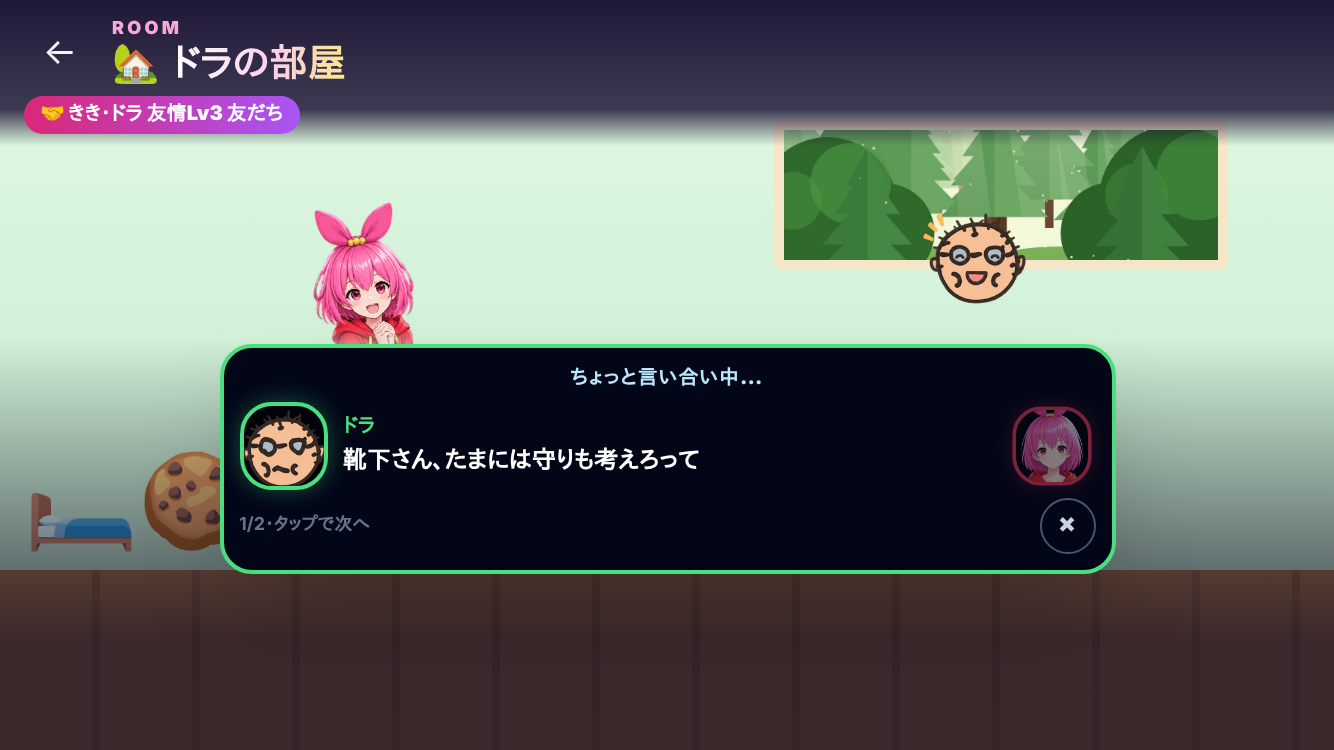 ROOM
🏡 ドラの部屋
🤝 きき・ドラ 友情Lv3 友だち
ちょっと言い合い中...
ドラ
靴下さん、たまには守りも考えろって
1/2・タップで次へ
✖